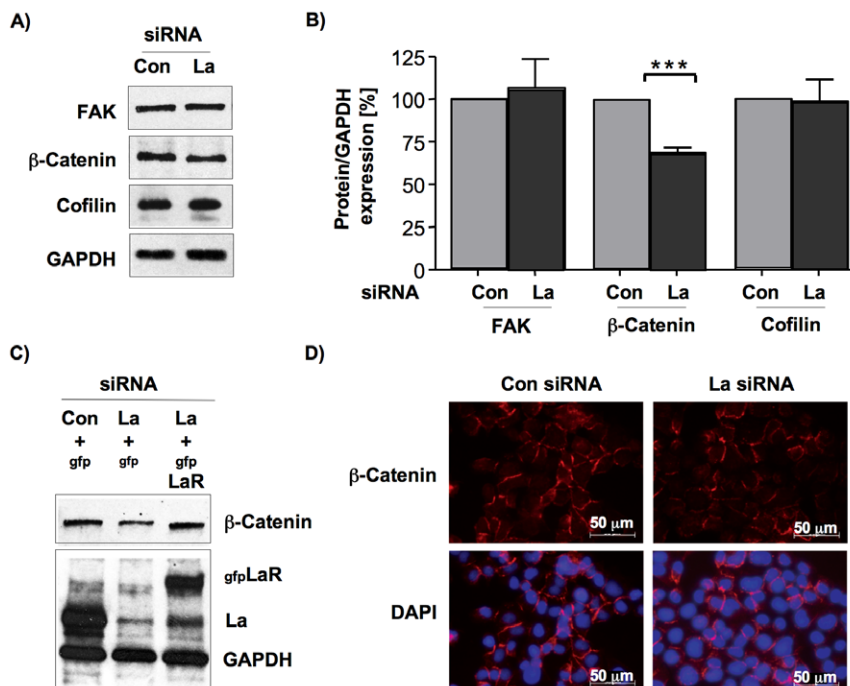 A)
siRNA
Con La
FAK
β-Catenin
Cofilin
GAPDH
B)
Protein/GAPDH
expression [%]
125
100
75
50
25
0
***
siRNA Con La Con La Con La
FAK β-Catenin Cofilin
C)
siRNA
Con La La
+ + +
gfp gfp gfp
LaR
β-Catenin
gfpLaR
La
GAPDH
D)
Con siRNA La siRNA
β-Catenin
50 μm 50 μm
DAPI
50 μm 50 μm